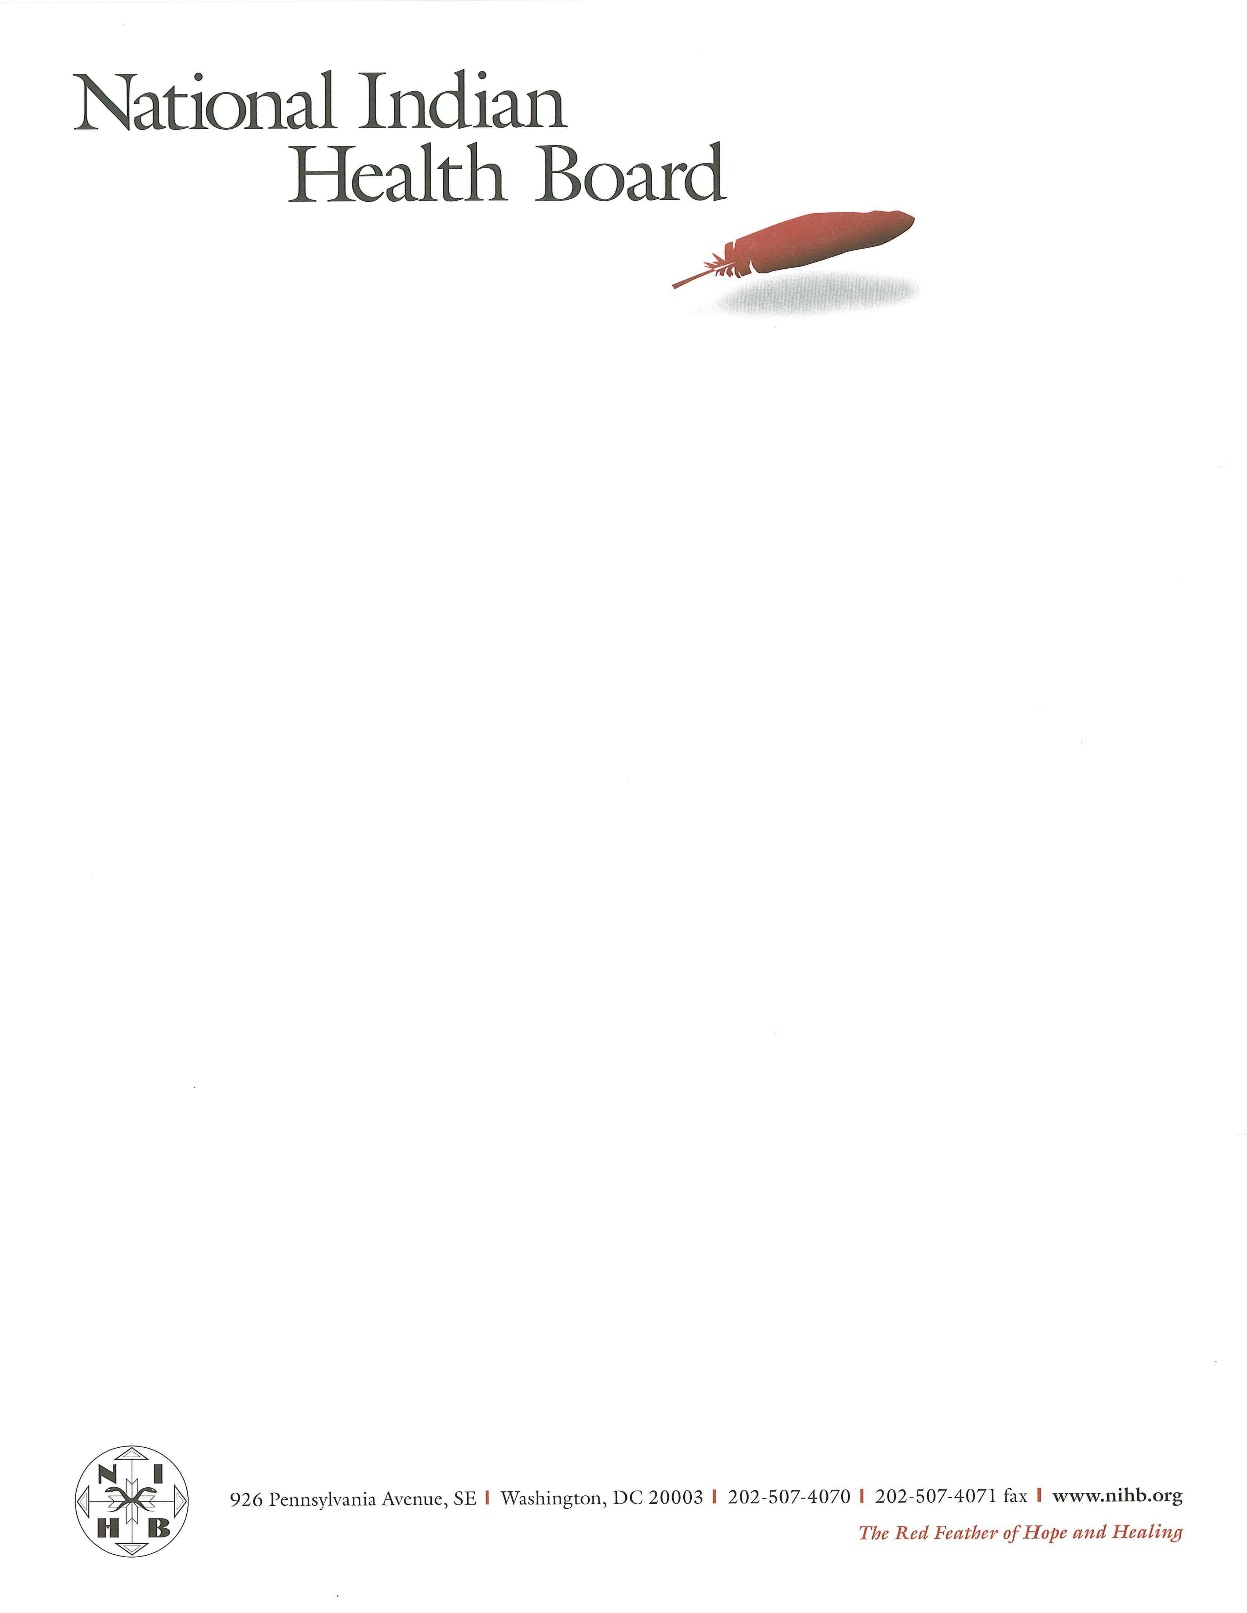 National Indian
Health Board
N I
H B
926 Pennsylvania Avenue, SE | Washington, DC 20003 | 202-507-4070 | 202-507-4071 fax | www.nihb.org
The Red Feather of Hope and Healing